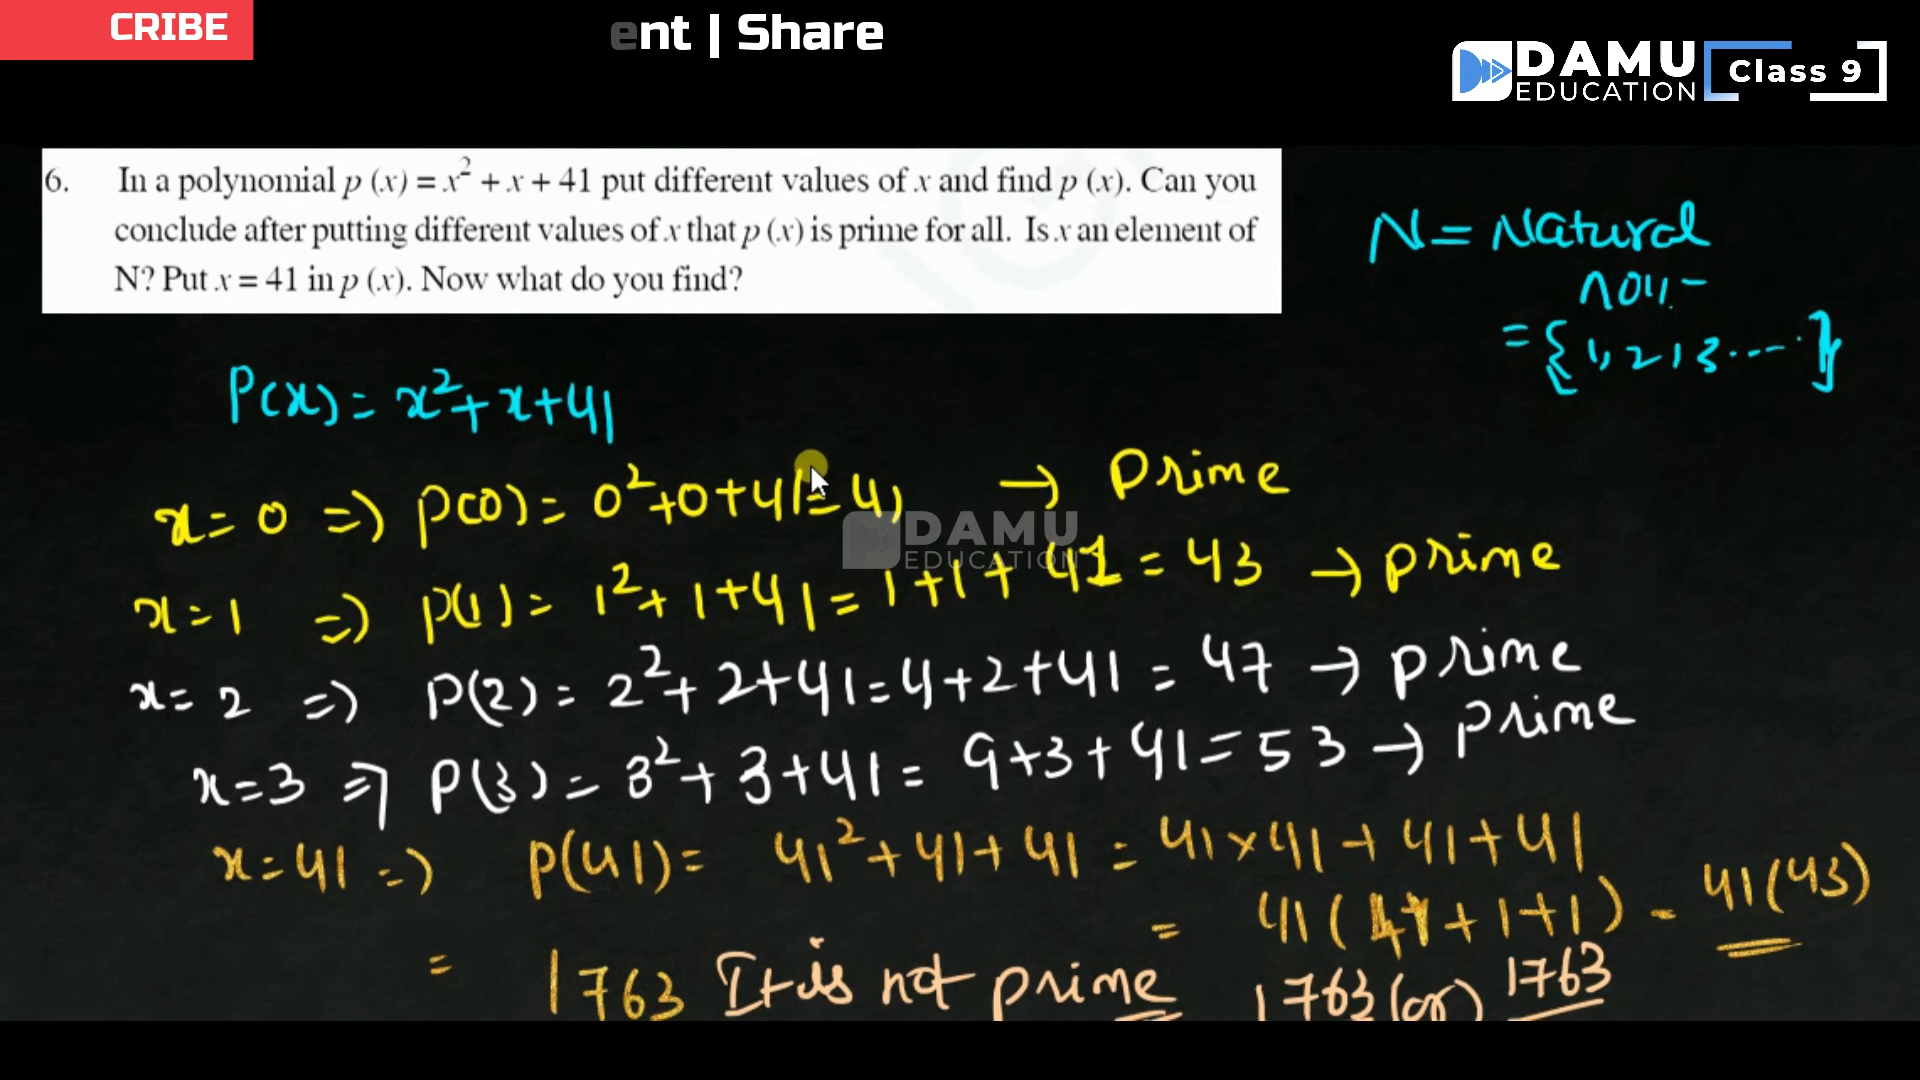 CRIBE
ent | Share
DAMU
EDUCATION
Class 9
6. In a polynomial p (x) = x² + x + 41 put different values of x and find p (x). Can you
conclude after putting different values of x that p (x) is prime for all. Is x an element of
N? Put x = 41 in p (x). Now what do you find?
N = Natural
no's
= {1, 2, 3 ....}
P(x) = x² + x + 41
x = 0 => P(0) = 0² + 0 + 41 = 41 → Prime
DAMU
EDUCATION
x = 1 => P(1) = 1² + 1 + 41 = 1 + 1 + 41 = 43 → prime
x = 2 => P(2) = 2² + 2 + 41 = 4 + 2 + 41 = 47 → prime
x = 3 => P(3) = 3² + 3 + 41 = 9 + 3 + 41 = 53 → prime
x = 41 => P(41) = 41² + 41 + 41 = 41 × 41 + 41 + 41
= 41 (41 + 1 + 1) = 41(43)
= 1763 It is not prime 1763 (or) 1763